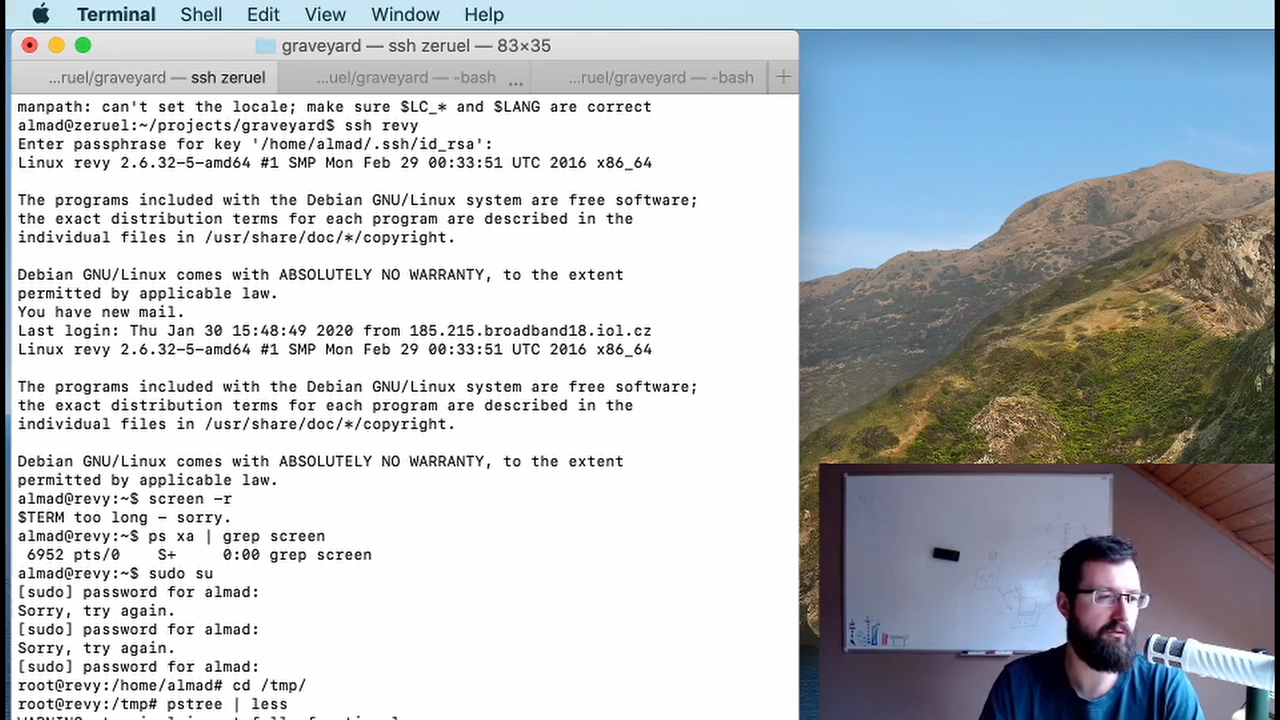 Terminal Shell Edit View Window Help
graveyard — ssh zeruel — 83×35
...ruel/graveyard — ssh zeruel ...uel/graveyard — -bash ... ...ruel/graveyard — -bash +
manpath: can't set the locale; make sure $LC_* and $LANG are correct
almad@zeruel:~/projects/graveyard$ ssh revy
Enter passphrase for key '/home/almad/.ssh/id_rsa':
Linux revy 2.6.32-5-amd64 #1 SMP Mon Feb 29 00:33:51 UTC 2016 x86_64
The programs included with the Debian GNU/Linux system are free software;
the exact distribution terms for each program are described in the
individual files in /usr/share/doc/*/copyright.
Debian GNU/Linux comes with ABSOLUTELY NO WARRANTY, to the extent
permitted by applicable law.
You have new mail.
Last login: Thu Jan 30 15:48:49 2020 from 185.215.broadband18.iol.cz
Linux revy 2.6.32-5-amd64 #1 SMP Mon Feb 29 00:33:51 UTC 2016 x86_64
The programs included with the Debian GNU/Linux system are free software;
the exact distribution terms for each program are described in the
individual files in /usr/share/doc/*/copyright.
Debian GNU/Linux comes with ABSOLUTELY NO WARRANTY, to the extent
permitted by applicable law.
almad@revy:~$ screen -r
$TERM too long - sorry.
almad@revy:~$ ps xa | grep screen
6952 pts/0 S+ 0:00 grep screen
almad@revy:~$ sudo su
[sudo] password for almad:
Sorry, try again.
[sudo] password for almad:
Sorry, try again.
[sudo] password for almad:
root@revy:/home/almad# cd /tmp/
root@revy:/tmp# pstree | less